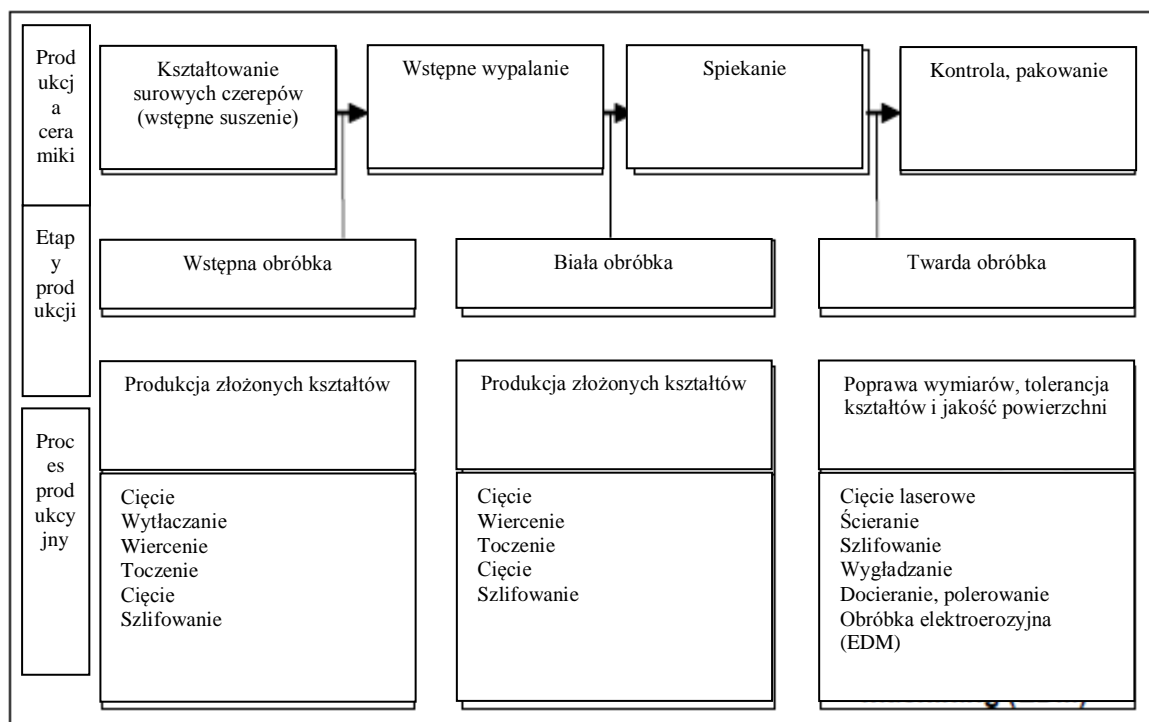 Prod
ukcj
a
cera
miki
Kształtowanie
surowych czerepów
(wstępne suszenie)
Wstępne wypalanie
Spiekanie
Kontrola, pakowanie
Etap
y
prod
ukcji
Wstępna obróbka
Biała obróbka
Twarda obróbka
Proc
es
prod
ukcy
jny
Produkcja złożonych kształtów
Produkcja złożonych kształtów
Poprawa wymiarów, tolerancja
kształtów i jakość powierzchni
Cięcie
Wytłaczanie
Wiercenie
Toczenie
Cięcie
Szlifowanie
Cięcie
Wiercenie
Toczenie
Cięcie
Szlifowanie
Cięcie laserowe
Ścieranie
Szlifowanie
Wygładzanie
Docieranie, polerowanie
Obróbka elektroerozyjna
(EDM)